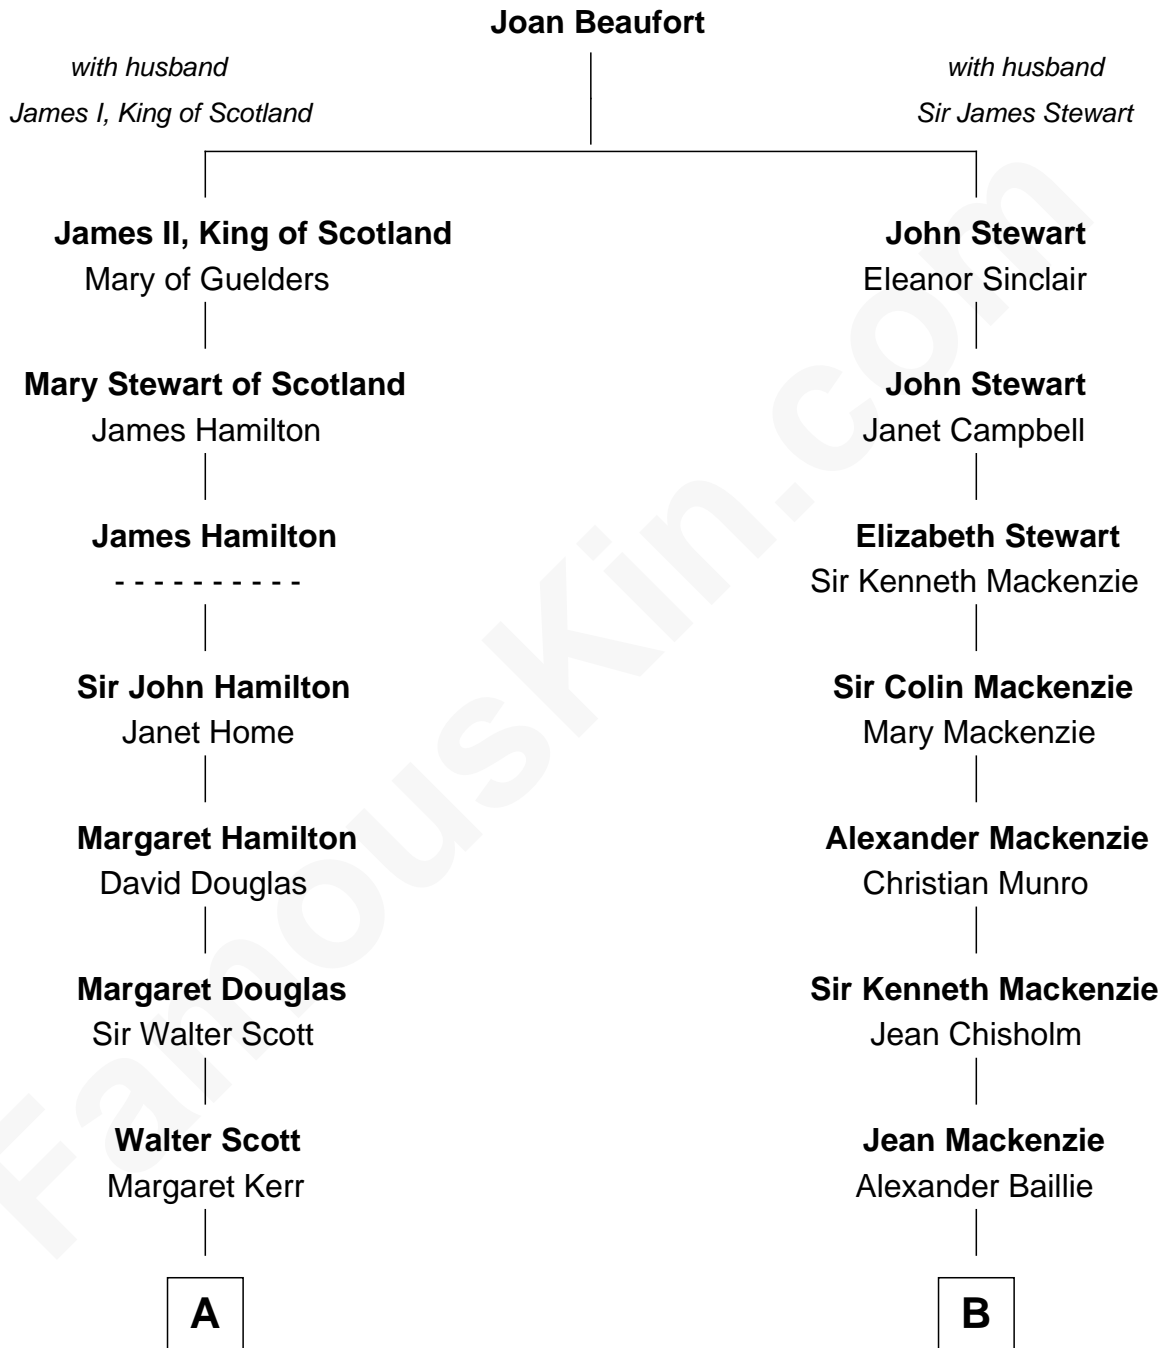 Joan Beaufort
with husband
James I, King of Scotland
with husband
Sir James Stewart
James II, King of Scotland
Mary of Guelders
John Stewart
Eleanor Sinclair
Mary Stewart of Scotland
James Hamilton
John Stewart
Janet Campbell
James Hamilton
- - - - - - - - - -
Elizabeth Stewart
Sir Kenneth Mackenzie
Sir John Hamilton
Janet Home
Sir Colin Mackenzie
Mary Mackenzie
Margaret Hamilton
David Douglas
Alexander Mackenzie
Christian Munro
Margaret Douglas
Sir Walter Scott
Sir Kenneth Mackenzie
Jean Chisholm
Walter Scott
Margaret Kerr
Jean Mackenzie
Alexander Baillie
A
B
FamousKin.com